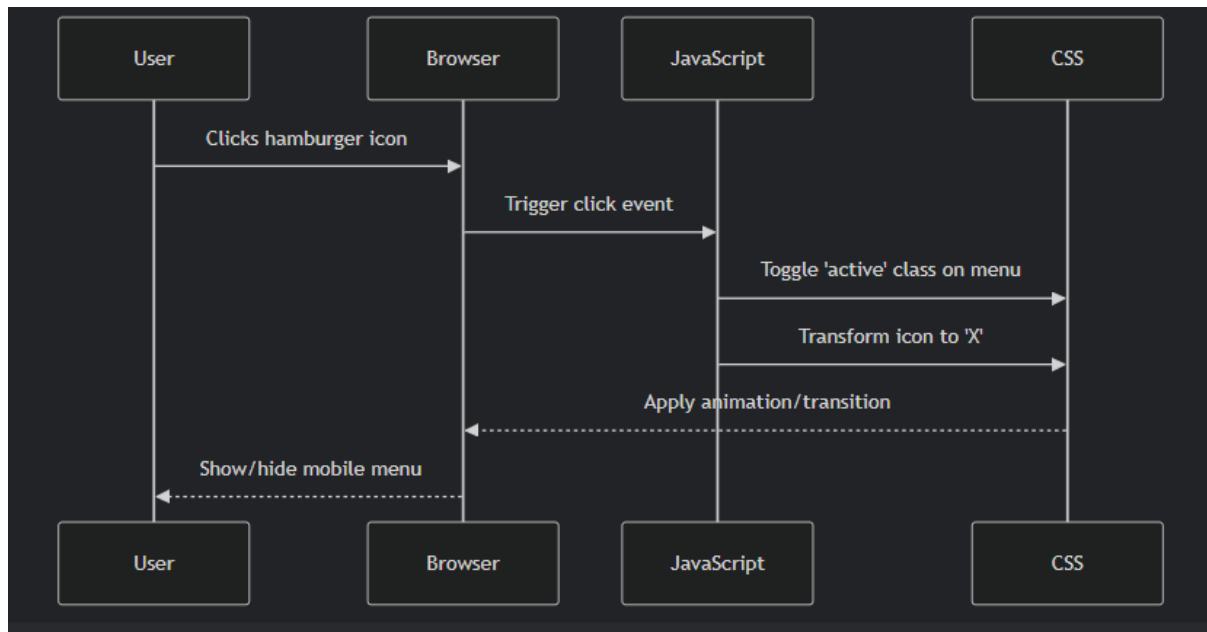 User
Browser
JavaScript
CSS
Clicks hamburger icon
Trigger click event
Toggle 'active' class on menu
Transform icon to 'X'
Apply animation/transition
Show/hide mobile menu
User
Browser
JavaScript
CSS